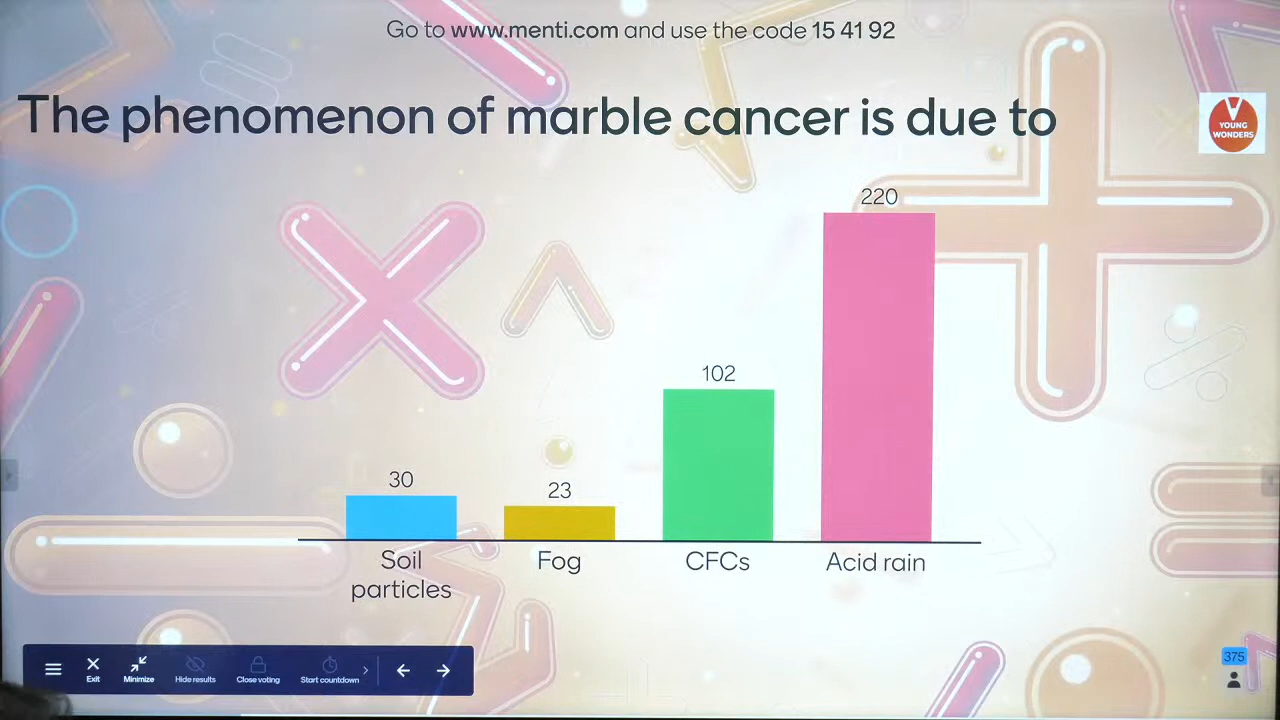 Go to www.menti.com and use the code 15 41 92
The phenomenon of marble cancer is due to
YOUNG
WONDERS
220
102
30
23
Soil
particles
Fog
CFCs
Acid rain
Exit
Minimize
Hide results
Close voting
Start countdown
375